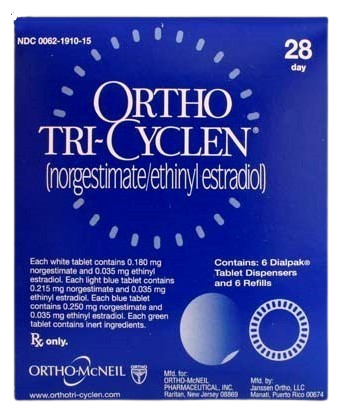 NDC 0062-1910-15
28
day
ORTHO
TRI-CYCLEN®
(norgestimate/ethinyl estradiol)
Each white tablet contains 0.180 mg
norgestimate and 0.035 mg ethinyl
estradiol. Each light blue tablet contains
0.215 mg norgestimate and 0.035 mg
ethinyl estradiol. Each blue tablet
contains 0.250 mg norgestimate and
0.035 mg ethinyl estradiol. Each green
tablet contains inert ingredients.
Contains: 6 Dialpak®
Tablet Dispensers
and 6 Refills
Rx only.
ORTHO-McNEIL
ORTHO
www.orthotri-cyclen.com
Mfd. for:
ORTHO-McNEIL
PHARMACEUTICAL, INC.
Raritan, New Jersey 08869
Mfd. by:
Janssen Ortho, LLC
Manati, Puerto Rico 00674